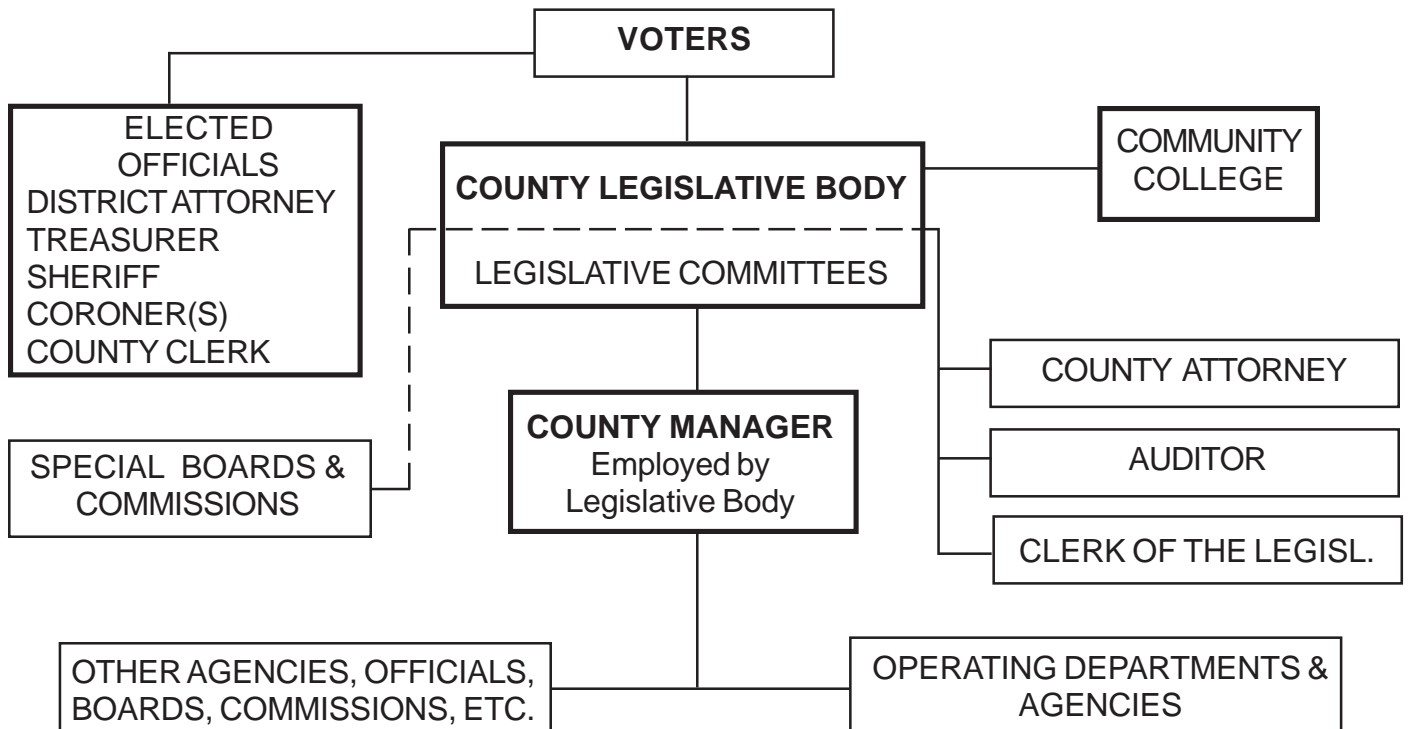 VOTERS
ELECTED
OFFICIALS
DISTRICT ATTORNEY
TREASURER
SHERIFF
CORONER(S)
COUNTY CLERK
COUNTY LEGISLATIVE BODY
LEGISLATIVE COMMITTEES
COMMUNITY
COLLEGE
SPECIAL BOARDS &
COMMISSIONS
COUNTY MANAGER
Employed by
Legislative Body
COUNTY ATTORNEY
AUDITOR
CLERK OF THE LEGISL.
OTHER AGENCIES, OFFICIALS,
BOARDS, COMMISSIONS, ETC.
OPERATING DEPARTMENTS &
AGENCIES